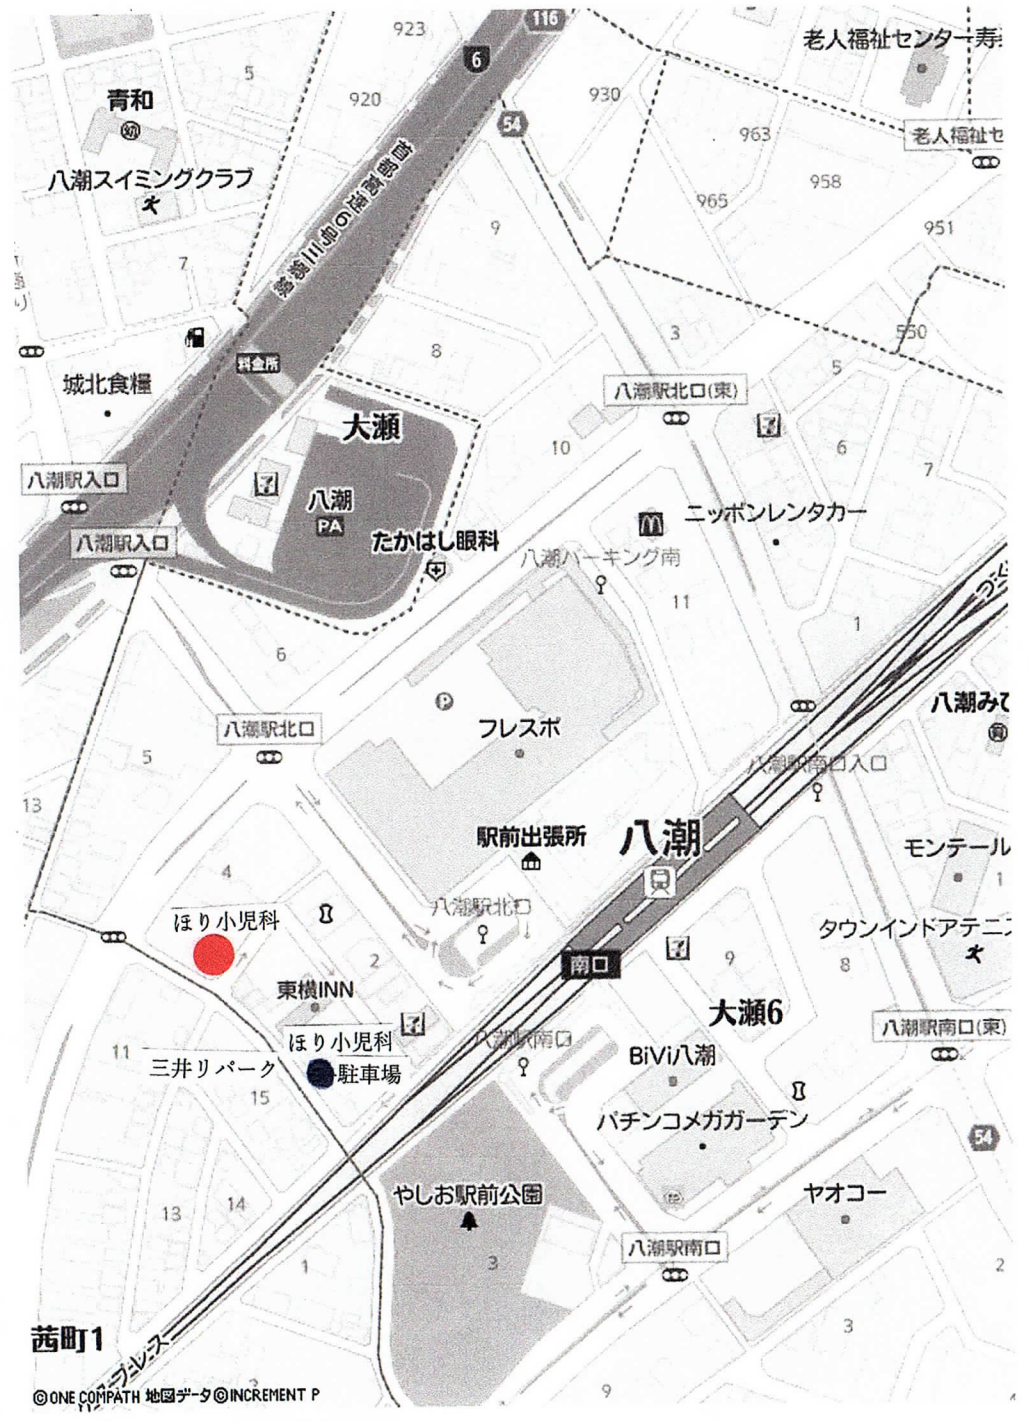 116
923
6
老人福祉センター寿
5
青和
幼
920
930
54
963
老人福祉セ
八潮スイミングクラブ
958
965
首都高速6号三郷線
9
951
7
3
550
料金所
8
5
城北食糧
八潮駅北口(東)
大瀬
10
6
7
八潮駅入口
八潮
PA
ニッポンレンタカー
八潮駅入口
たかはし眼科
八潮パーキング南
11
1
6
P
八潮みひ
八潮駅北口
フレスポ
5
八潮駅南口入口
13
駅前出張所
八潮
モンテール
4
1
八潮駅北口
ほり小児科
タウンインドアテニ
2
南口
9
8
東横INN
大瀬6
八潮駅南口(東)
ほり小児科
八潮駅南口
11
三井リパーク
駐車場
BiVi八潮
15
パチンコメガガーデン
54
やしお駅前公園
ヤオコー
14
13
八潮駅南口
3
1
2
茜町1
3
9
©ONE COMPATH 地図データ©INCREMENT P